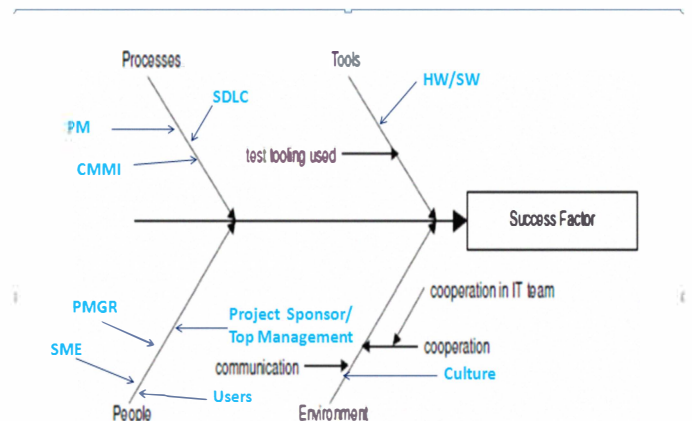 Processes
Tools
HW/SW
SDLC
PM
test tooling used
CMMI
Success Factor
cooperation in IT team
PMGR
Project Sponsor/
Top Management
SME
cooperation
communication
Culture
Users
People
Environment